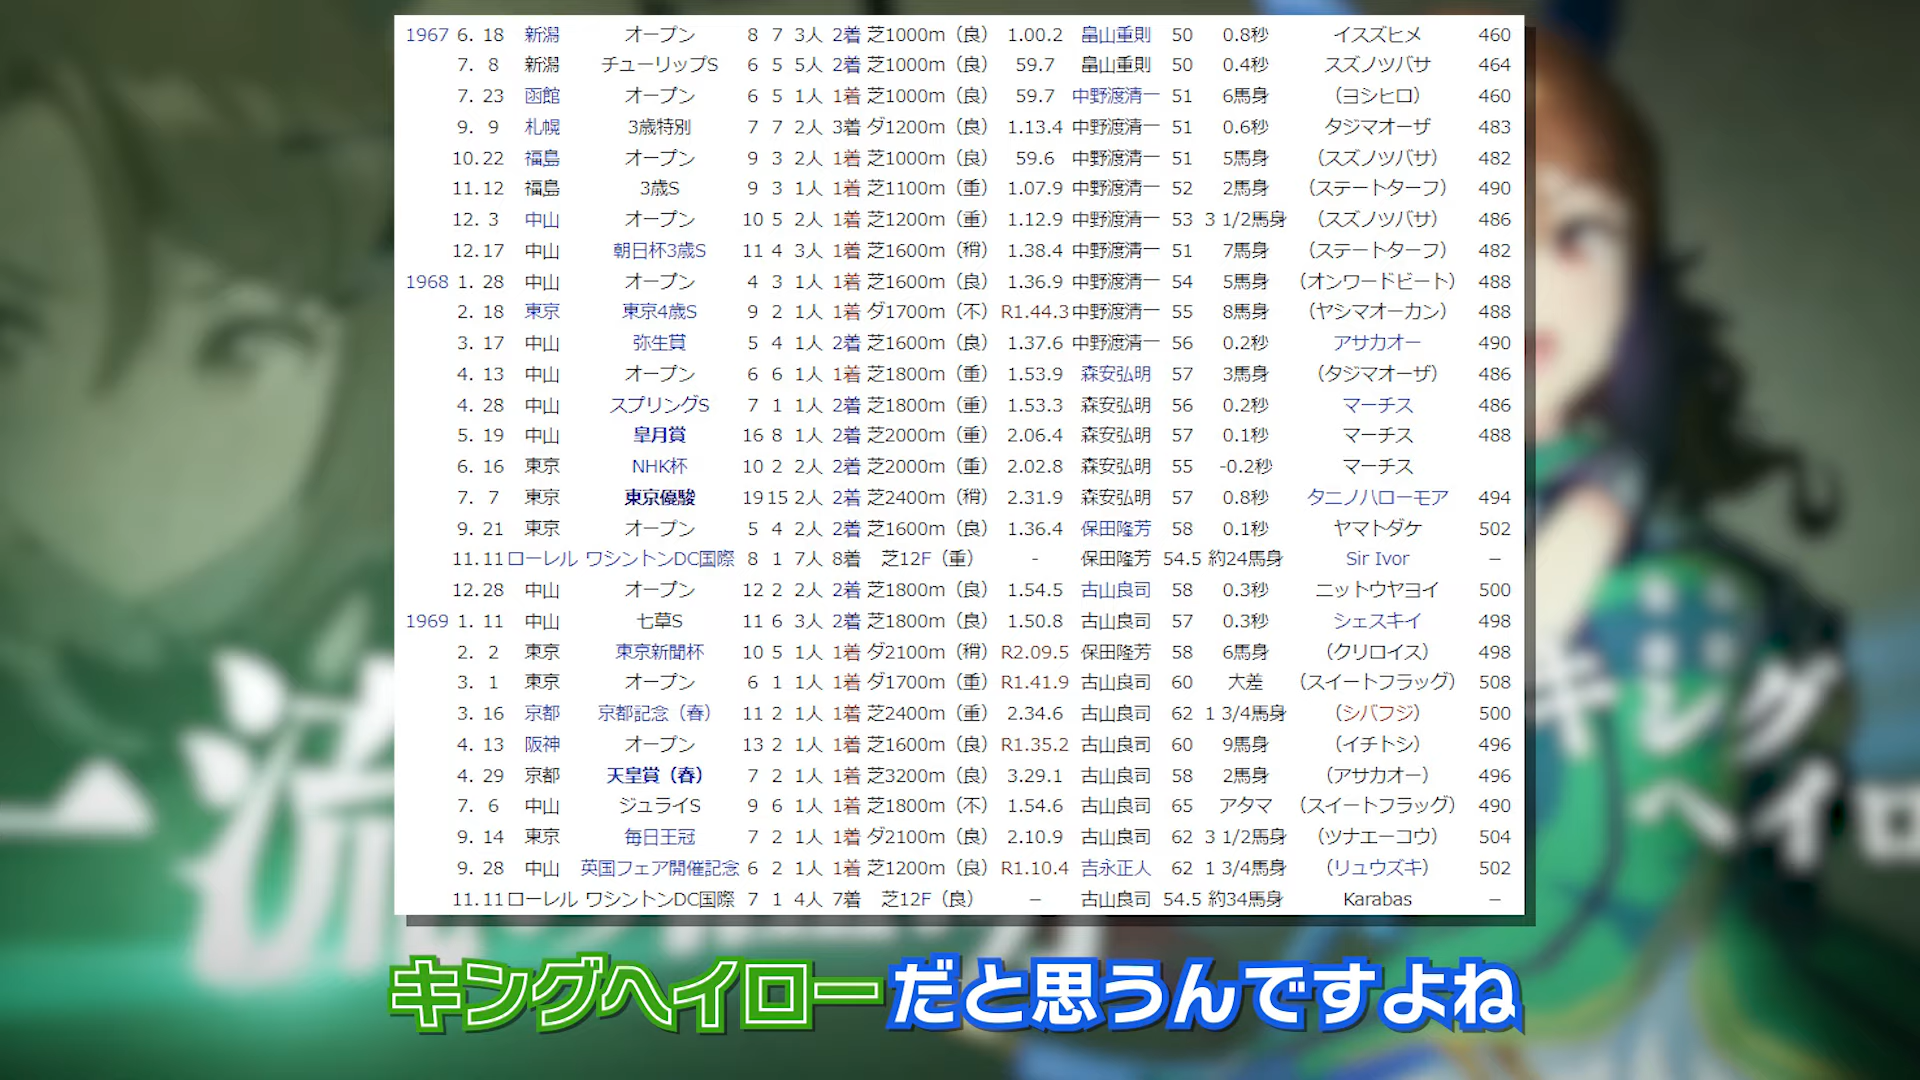 1967 6. 18 新潟 オープン 8 7 3人 2着 芝1000m（良） 1.00.2 畠山重則 50 0.8秒 イスズヒメ 460
7. 8 新潟 チューリップS 6 5 5人 2着 芝1000m（良） 59.7 畠山重則 50 0.4秒 スズノツバサ 464
7. 23 函館 オープン 6 5 1人 1着 芝1000m（良） 59.7 中野渡清一 51 6馬身 （ヨシヒロ） 460
9. 9 札幌 3歳特別 7 7 2人 3着 ダ1200m（良） 1.13.4 中野渡清一 51 0.6秒 タジマオーザ 483
10.22 福島 オープン 9 3 2人 1着 芝1000m（良） 59.6 中野渡清一 51 5馬身 （スズノツバサ） 482
11.12 福島 3歳S 9 3 1人 1着 芝1100m（重） 1.07.9 中野渡清一 52 2馬身 （ステートターフ） 490
12. 3 中山 オープン 10 5 2人 1着 芝1200m（重） 1.12.9 中野渡清一 53 3 1/2馬身 （スズノツバサ） 486
12.17 中山 朝日杯3歳S 11 4 3人 1着 芝1600m（稍） 1.38.4 中野渡清一 51 7馬身 （ステートターフ） 482
1968 1. 28 中山 オープン 4 3 1人 1着 芝1600m（良） 1.36.9 中野渡清一 54 5馬身 （オンワードビート） 488
2. 18 東京 東京4歳S 9 2 1人 1着 ダ1700m（不） R1.44.3 中野渡清一 55 8馬身 （ヤシマオーカン） 488
3. 17 中山 弥生賞 5 4 1人 2着 芝1600m（良） 1.37.6 中野渡清一 56 0.2秒 アサカオー 490
4. 13 中山 オープン 6 6 1人 1着 芝1800m（重） 1.53.9 森安弘明 57 3馬身 （タジマオーザ） 486
4. 28 中山 スプリングS 7 1 1人 2着 芝1800m（重） 1.53.3 森安弘明 56 0.2秒 マーチス 486
5. 19 中山 皐月賞 16 8 1人 2着 芝2000m（重） 2.06.4 森安弘明 57 0.1秒 マーチス 488
6. 16 東京 NHK杯 10 2 2人 2着 芝2000m（重） 2.02.8 森安弘明 55 -0.2秒 マーチス
7. 7 東京 東京優駿 19 15 2人 2着 芝2400m（稍） 2.31.9 森安弘明 57 0.8秒 タニノハローモア 494
9. 21 東京 オープン 5 4 2人 2着 芝1600m（良） 1.36.4 保田隆芳 58 0.1秒 ヤマトダケ 502
11.11 ローレル ワシントンDC国際 8 1 7人 8着 芝12F（重） - 保田隆芳 54.5 約24馬身 Sir Ivor –
12.28 中山 オープン 12 2 2人 2着 芝1800m（良） 1.54.5 古山良司 58 0.3秒 ニットウヤヨイ 500
1969 1. 11 中山 七草S 11 6 3人 2着 芝1800m（良） 1.50.8 古山良司 57 0.3秒 シェスキイ 498
2. 2 東京 東京新聞杯 10 5 1人 1着 ダ2100m（稍） R2.09.5 保田隆芳 58 6馬身 （クリロイス） 498
3. 1 東京 オープン 6 1 1人 1着 ダ1700m（重） R1.41.9 古山良司 60 大差 （スイートフラッグ） 508
3. 16 京都 京都記念（春） 11 2 1人 1着 芝2400m（重） 2.34.6 古山良司 62 1 3/4馬身 （シバフジ） 500
4. 13 阪神 オープン 13 2 1人 1着 芝1600m（良） R1.35.2 古山良司 60 9馬身 （イチトシ） 496
4. 29 京都 天皇賞（春） 7 2 1人 1着 芝3200m（良） 3.29.1 古山良司 58 2馬身 （アサカオー） 496
7. 6 中山 ジュライS 9 6 1人 1着 芝1800m（不） 1.54.6 古山良司 65 アタマ （スイートフラッグ） 490
9. 14 東京 毎日王冠 7 2 1人 1着 ダ2100m（良） 2.10.9 古山良司 62 3 1/2馬身 （ツナエーコウ） 504
9. 28 中山 英国フェア開催記念 6 2 1人 1着 芝1200m（良） R1.10.4 吉永正人 62 1 3/4馬身 （リュウズキ） 502
11.11 ローレル ワシントンDC国際 7 1 4人 7着 芝12F（良） – 古山良司 54.5 約34馬身 Karabas –
キングヘイローだと思うんですよね